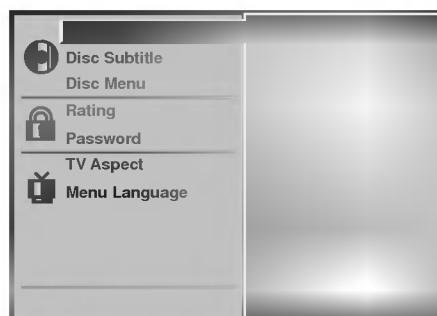 Disc Subtitle
Disc Menu
Rating
Password
TV Aspect
Menu Language